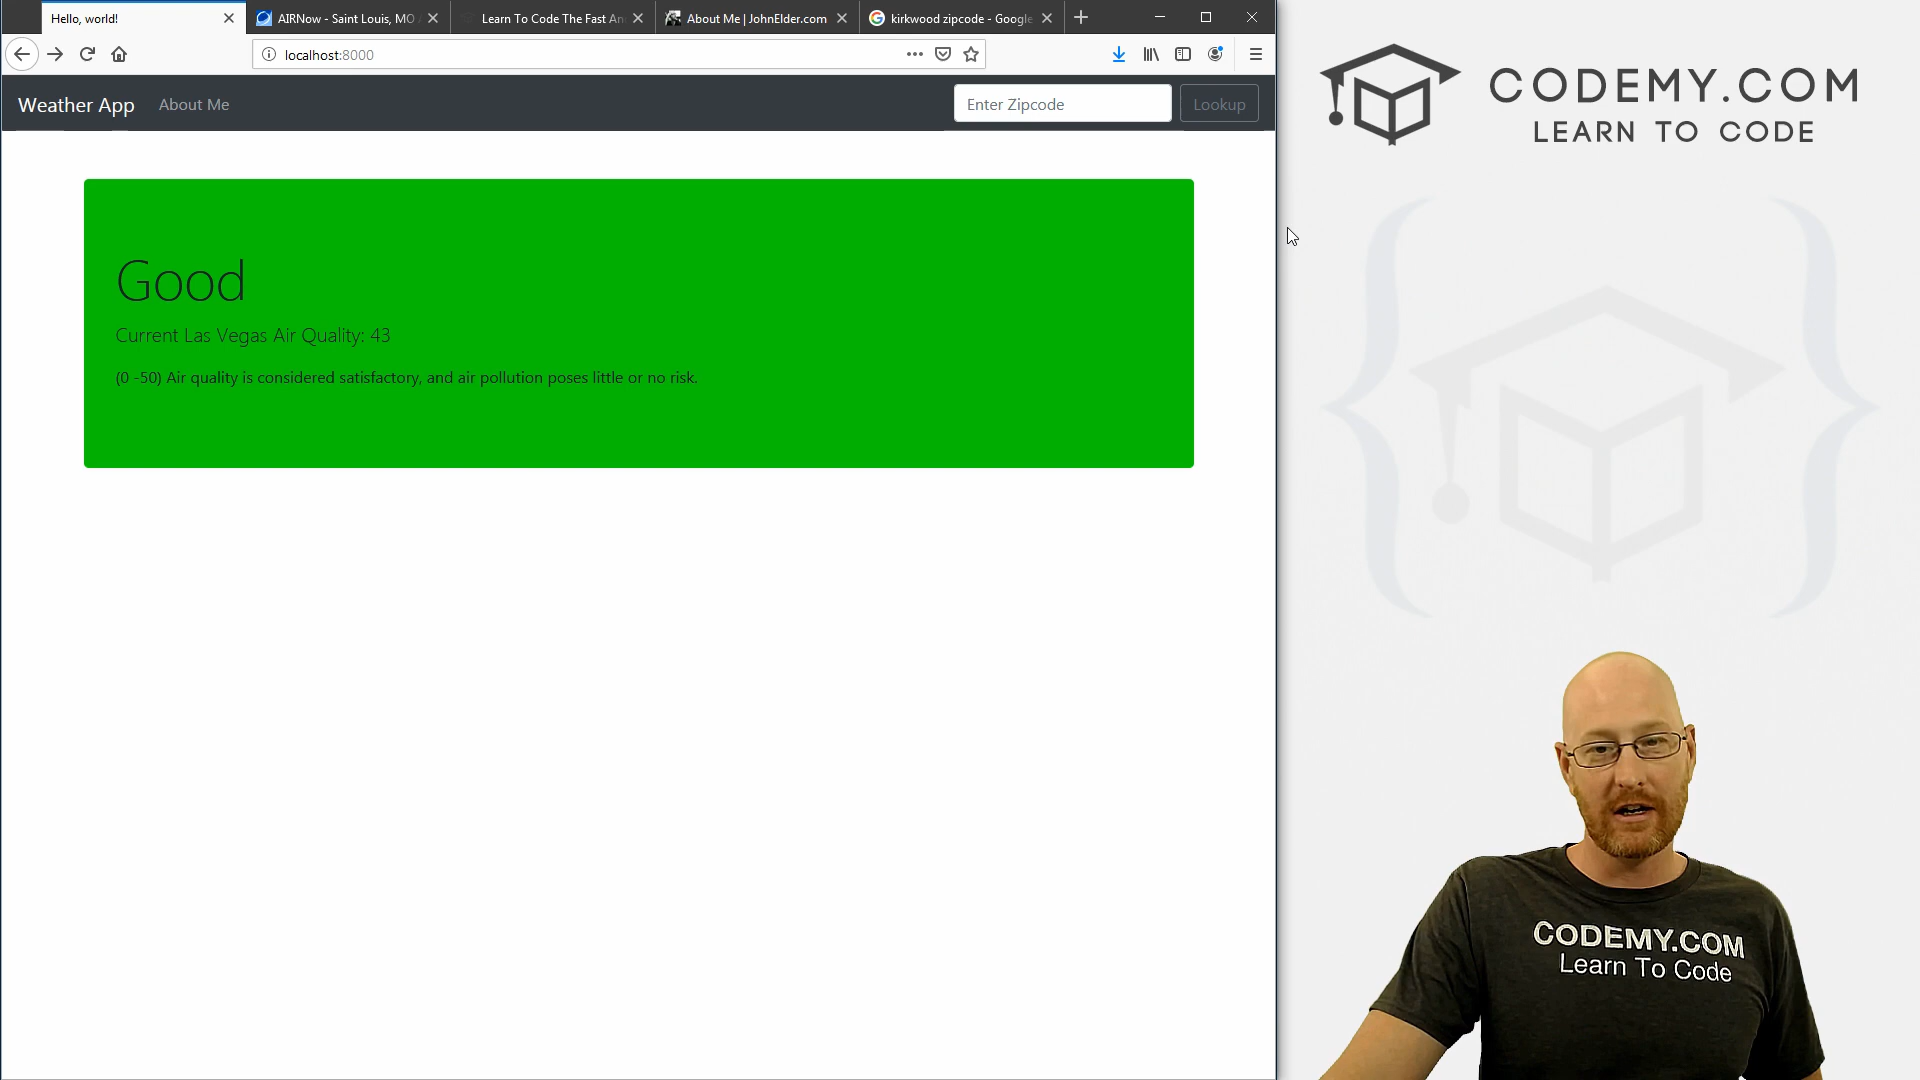 Hello, world!
AIRNow - Saint Louis, MO
Learn To Code The Fast An
About Me | JohnElder.com
kirkwood zipcode - Google
localhost:8000
Weather App
About Me
Enter Zipcode
Lookup
Good
Current Las Vegas Air Quality: 43
(0 -50) Air quality is considered satisfactory, and air pollution poses little or no risk.
CODEMY.COM
LEARN TO CODE
CODEMY.COM
Learn To Code